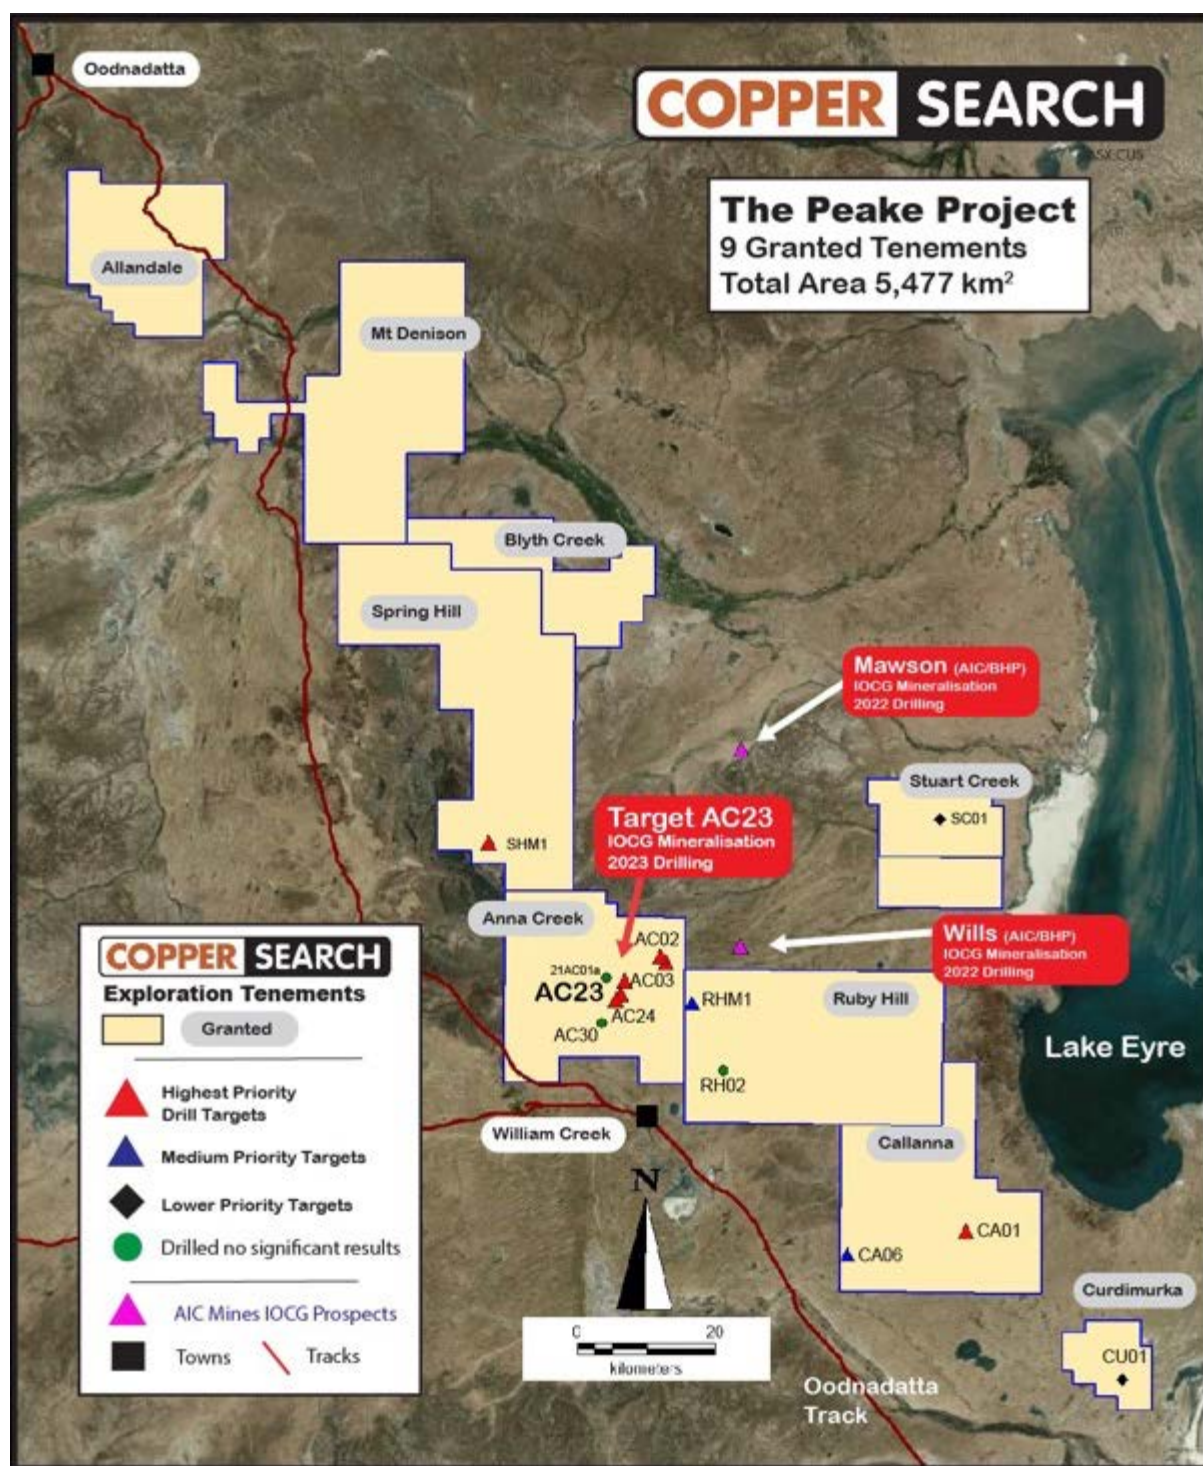 Oodnadatta
COPPER SEARCH
ASX:CUS
The Peake Project
9 Granted Tenements
Total Area 5,477 km²
Allandale
Mt Denison
Blyth Creek
Spring Hill
Mawson (AIC/BHP)
IOCG Mineralisation
2022 Drilling
Stuart Creek
SC01
Target AC23
IOCG Mineralisation
2023 Drilling
SHM1
Anna Creek
AC02
21AC01a
AC03
AC23
AC24
AC30
Wills (AIC/BHP)
IOCG Mineralisation
2022 Drilling
RHM1
Ruby Hill
RH02
Lake Eyre
William Creek
Callanna
CA01
CA06
Curdimurka
CU01
Oodnadatta
Track
N
0 20
kilometers
COPPER SEARCH
Exploration Tenements
Granted
Highest Priority
Drill Targets
Medium Priority Targets
Lower Priority Targets
Drilled no significant results
AIC Mines IOCG Prospects
Towns Tracks